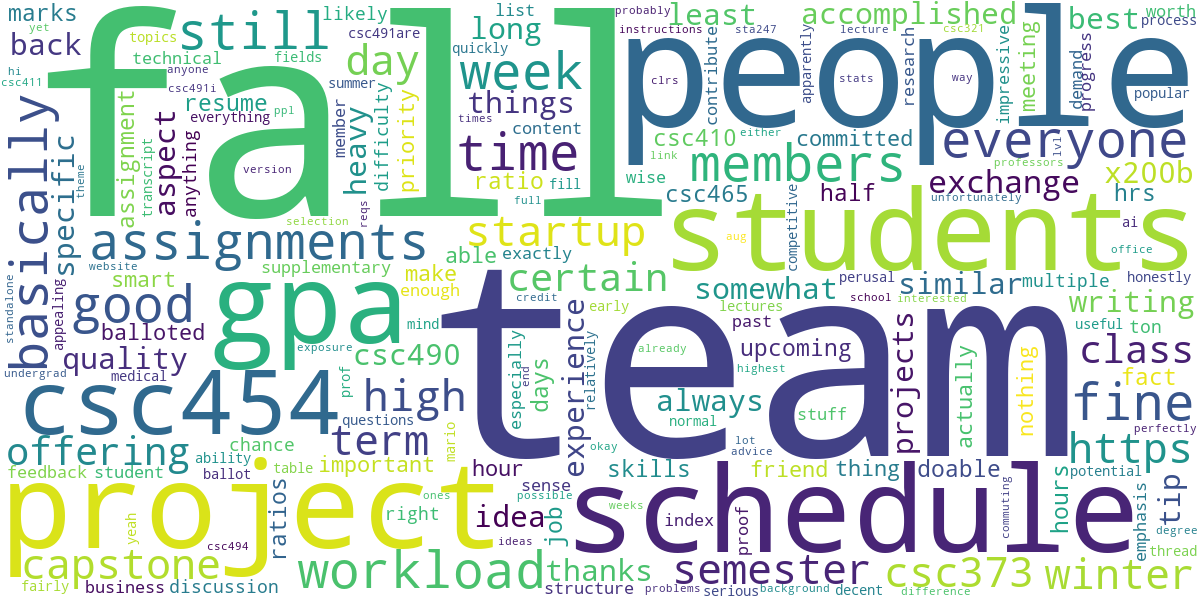 marks
back
yet
hi
csc411
topics
technical
anyone
csc491i
resume
everything
fall
still
fields
likely
csc491are
summer
day
list
long
quickly
week
things
times
content
time
probably
instructions
least
clrs
people
contribute
sta247
lecture
stats
apparently
accomplished
research
way
csc321
impressive
meeting
best
demand
progress
worth
process
popular
everyone
lvl
basically
specific
theme
assignment
transcript
aspect
anything
ppl
version
member
heavy
difficulty
priority
ratio
fill
full
csc410
either
link
wise
committed
members
csc465
competitive
half
professors
exchange
unfortunately
x200b
hrs
ai
office
selection
reqs
assignments
website
startup
able
exactly
students
aug
standalone
appealing
smart
supplementary
good
balloted
gpa
make
enough
mind
credit
certain
early
somewhat
lectures
perusal
school
similar
interested
multiple
honestly
writing
undergrad
quality
medical
exposure
csc490
prof
especially
end
days
experience
relatively
already
past
upcoming
highest
projects
useful
ton
class
fact
csc454
high
questions
term
mario
team
always
normal
stuff
lot
advice
actually
nothing
fine
perfectly
offering
feedback
student
chance
ability
ballot
table
important
hour
sense
okay
skills
friend
thing
doable
hours
https
potential
tip
project
yeah
csc494
ratios
ones
right
possible
idea
ideas
job
schedule
weeks
index
proof
commuting
emphasis
degree
thread
capstone
fairly
business
discussion
workload
thanks
structure
problems
semester
serious
background
decent
csc373
difference
winter